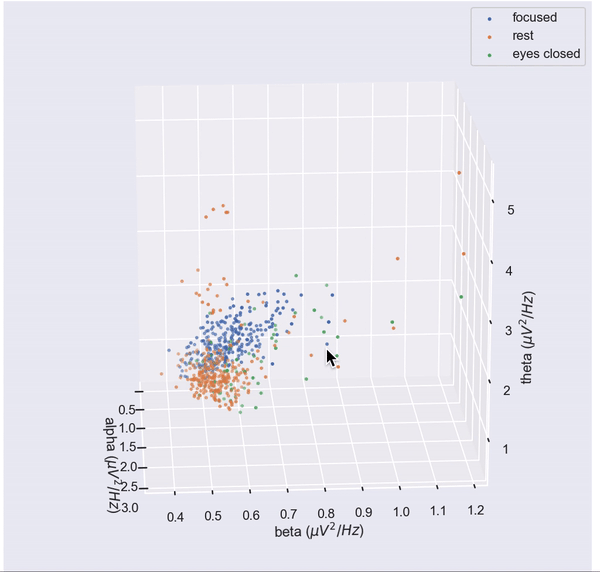 focused
rest
eyes closed
5
4
3
2
1
theta (μV²/Hz)
0.5
1.0
1.5
2.0
2.5
3.0
alpha (μV²/Hz)
0.4 0.5 0.6 0.7 0.8 0.9 1.0 1.1 1.2
beta (μV²/Hz)